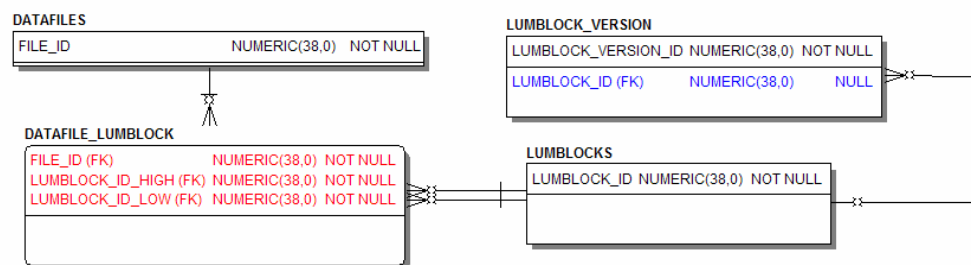 DATAFILES
FILE_ID NUMERIC(38,0) NOT NULL
LUMBLOCK_VERSION
LUMBLOCK_VERSION_ID NUMERIC(38,0) NOT NULL
LUMBLOCK_ID (FK) NUMERIC(38,0) NULL
DATAFILE_LUMBLOCK
FILE_ID (FK) NUMERIC(38,0) NOT NULL
LUMBLOCK_ID_HIGH (FK) NUMERIC(38,0) NOT NULL
LUMBLOCK_ID_LOW (FK) NUMERIC(38,0) NOT NULL
LUMBLOCKS
LUMBLOCK_ID NUMERIC(38,0) NOT NULL